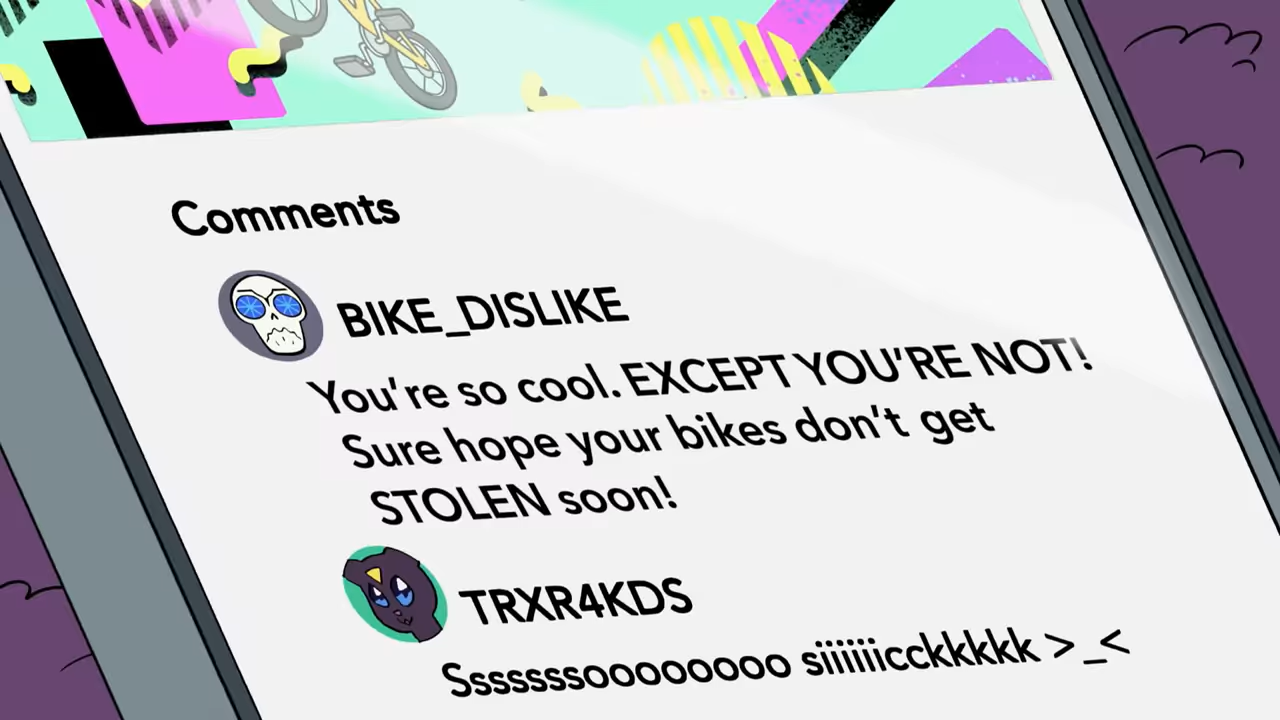 Comments
BIKE_DISLIKE
You're so cool. EXCEPT YOU'RE NOT!
Sure hope your bikes don't get
STOLEN soon!
TRXR4KDS
Sssssssoooooooo siiiiiicckkkkk >_<